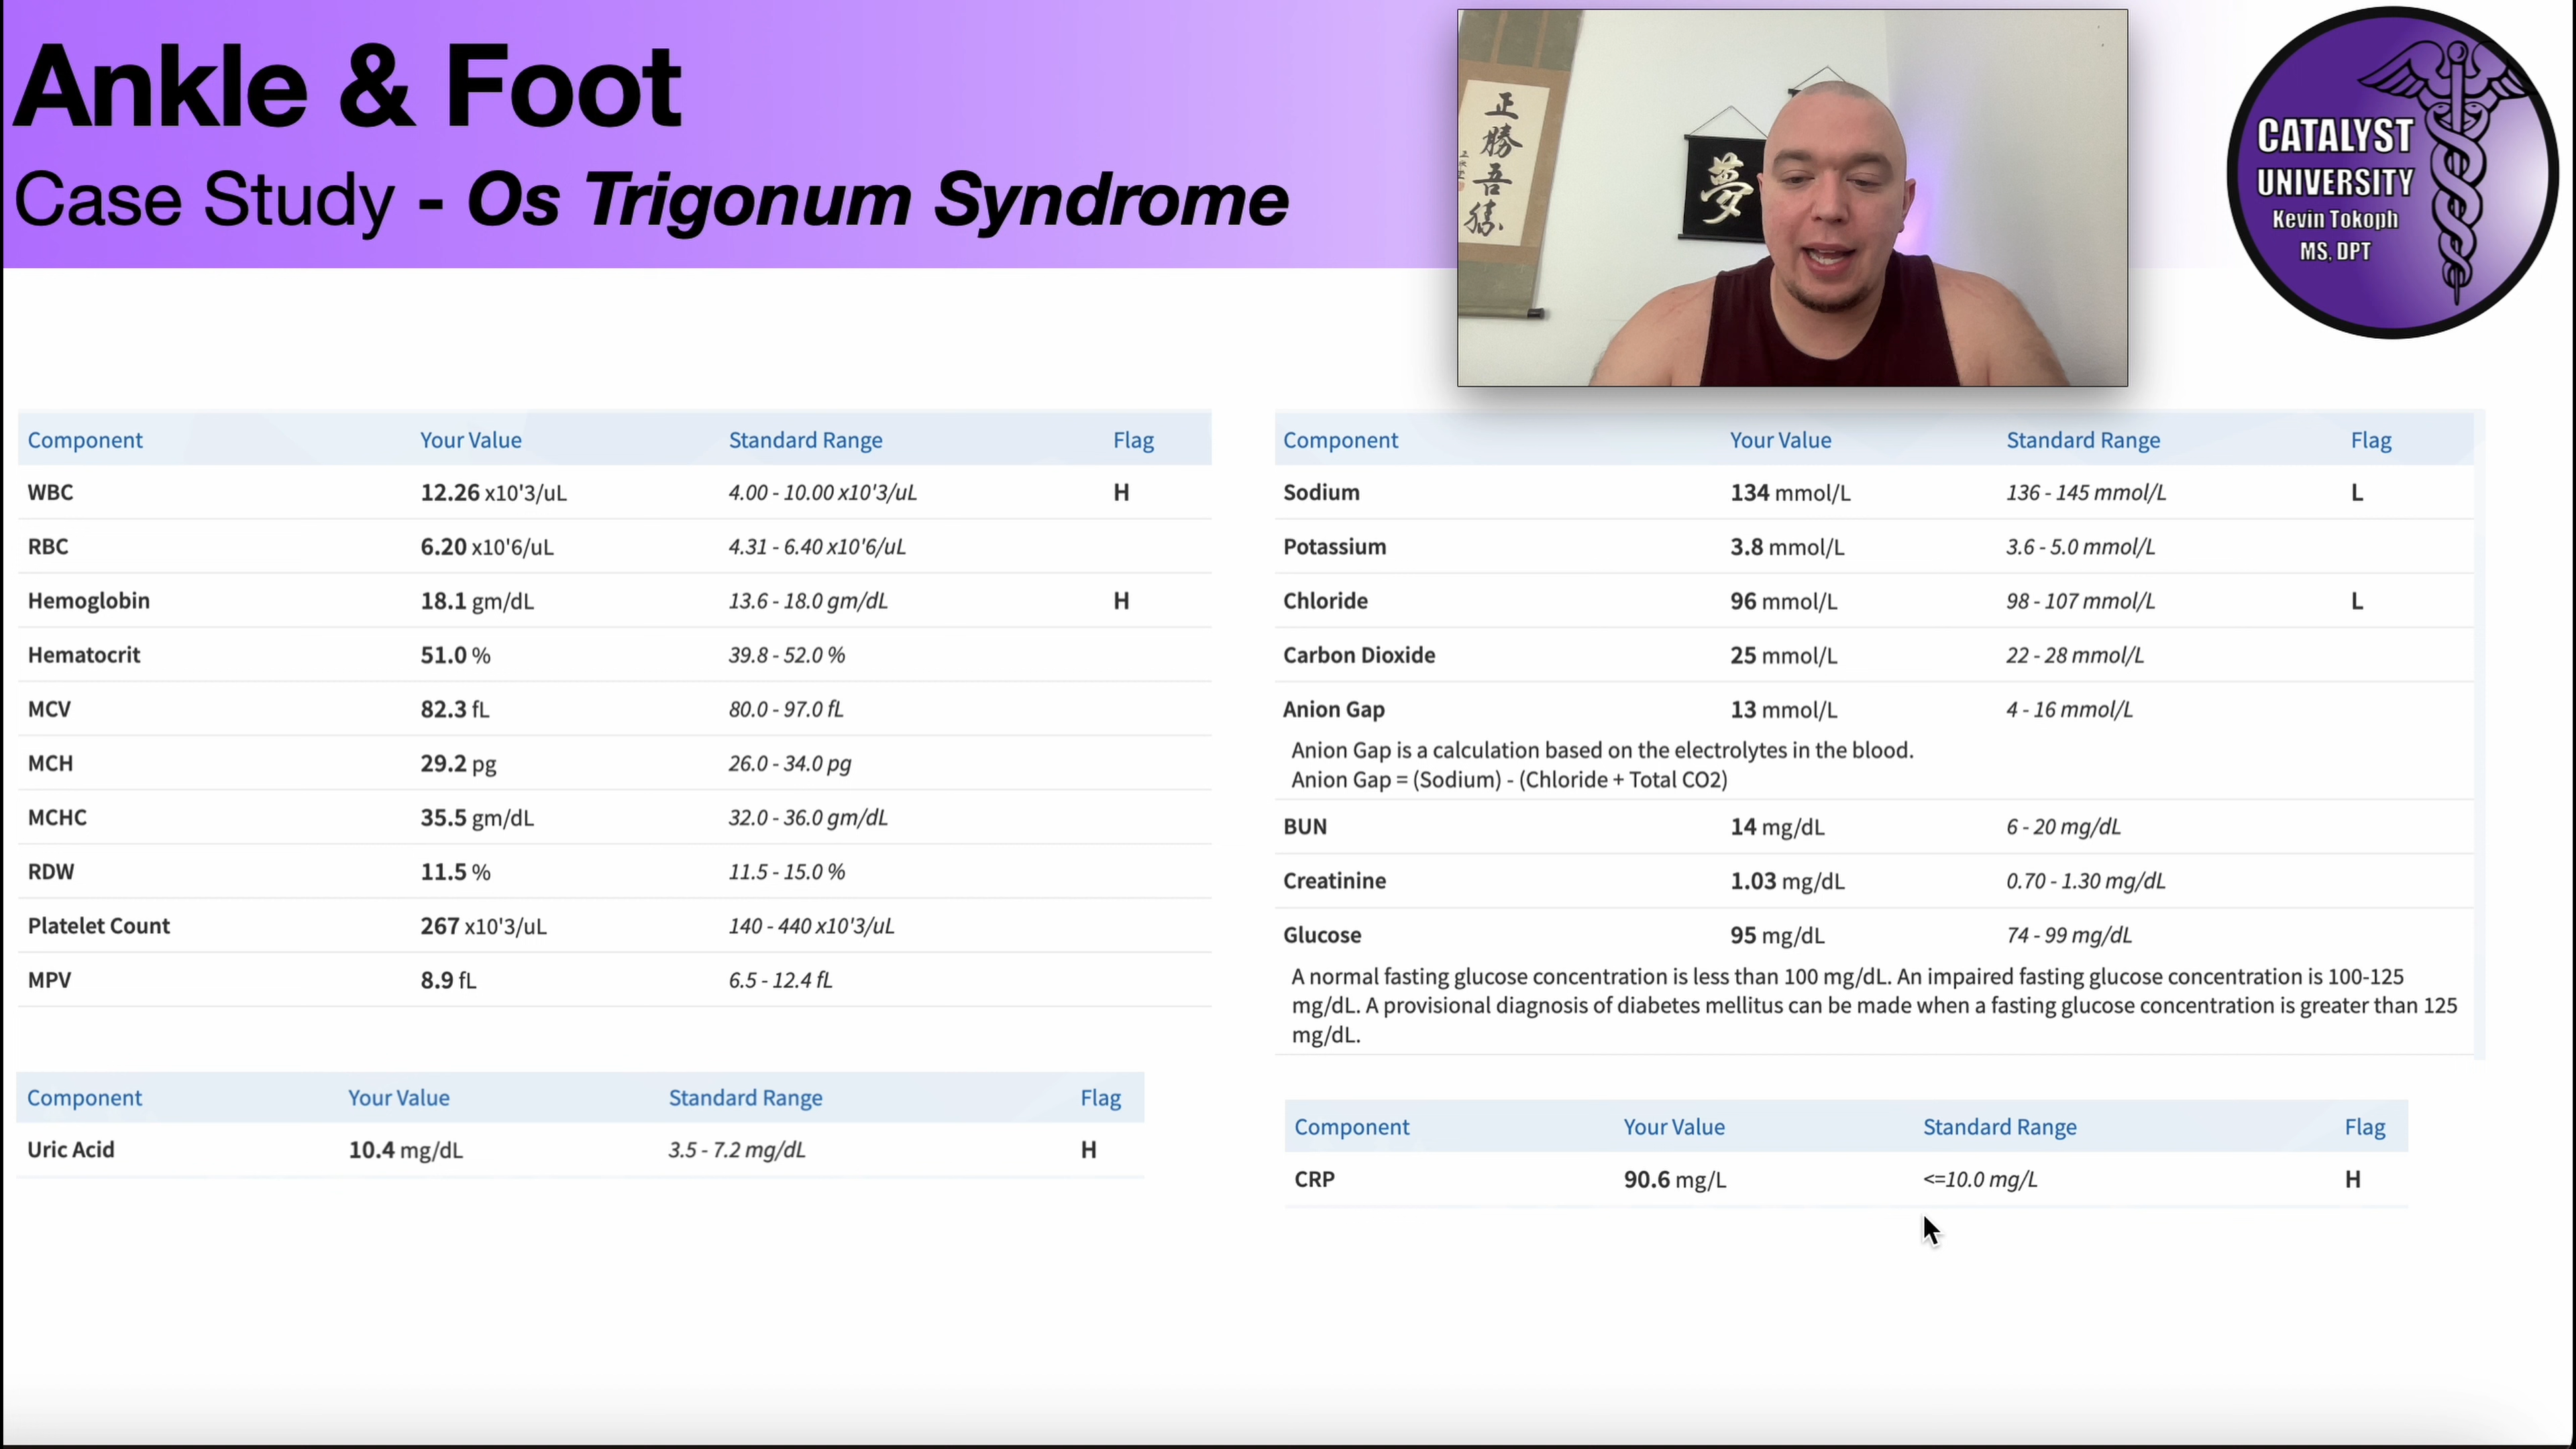 Ankle & Foot
Case Study - Os Trigonum Syndrome
正
勝
吾
勝
夢
CATALYST
UNIVERSITY
Kevin Tokoph
MS, DPT
Component Your Value Standard Range Flag
WBC 12.26 x10'3/uL 4.00 - 10.00 x10'3/uL H
RBC 6.20 x10'6/uL 4.31 - 6.40 x10'6/uL
Hemoglobin 18.1 gm/dL 13.6 - 18.0 gm/dL H
Hematocrit 51.0 % 39.8 - 52.0 %
MCV 82.3 fL 80.0 - 97.0 fL
MCH 29.2 pg 26.0 - 34.0 pg
MCHC 35.5 gm/dL 32.0 - 36.0 gm/dL
RDW 11.5 % 11.5 - 15.0 %
Platelet Count 267 x10'3/uL 140 - 440 x10'3/uL
MPV 8.9 fL 6.5 - 12.4 fL
Component Your Value Standard Range Flag
Uric Acid 10.4 mg/dL 3.5 - 7.2 mg/dL H
Component Your Value Standard Range Flag
Sodium 134 mmol/L 136 - 145 mmol/L L
Potassium 3.8 mmol/L 3.6 - 5.0 mmol/L
Chloride 96 mmol/L 98 - 107 mmol/L L
Carbon Dioxide 25 mmol/L 22 - 28 mmol/L
Anion Gap 13 mmol/L 4 - 16 mmol/L
Anion Gap is a calculation based on the electrolytes in the blood.
Anion Gap = (Sodium) - (Chloride + Total CO2)
BUN 14 mg/dL 6 - 20 mg/dL
Creatinine 1.03 mg/dL 0.70 - 1.30 mg/dL
Glucose 95 mg/dL 74 - 99 mg/dL
A normal fasting glucose concentration is less than 100 mg/dL. An impaired fasting glucose concentration is 100-125
mg/dL. A provisional diagnosis of diabetes mellitus can be made when a fasting glucose concentration is greater than 125
mg/dL.
Component Your Value Standard Range Flag
CRP 90.6 mg/L <=10.0 mg/L H